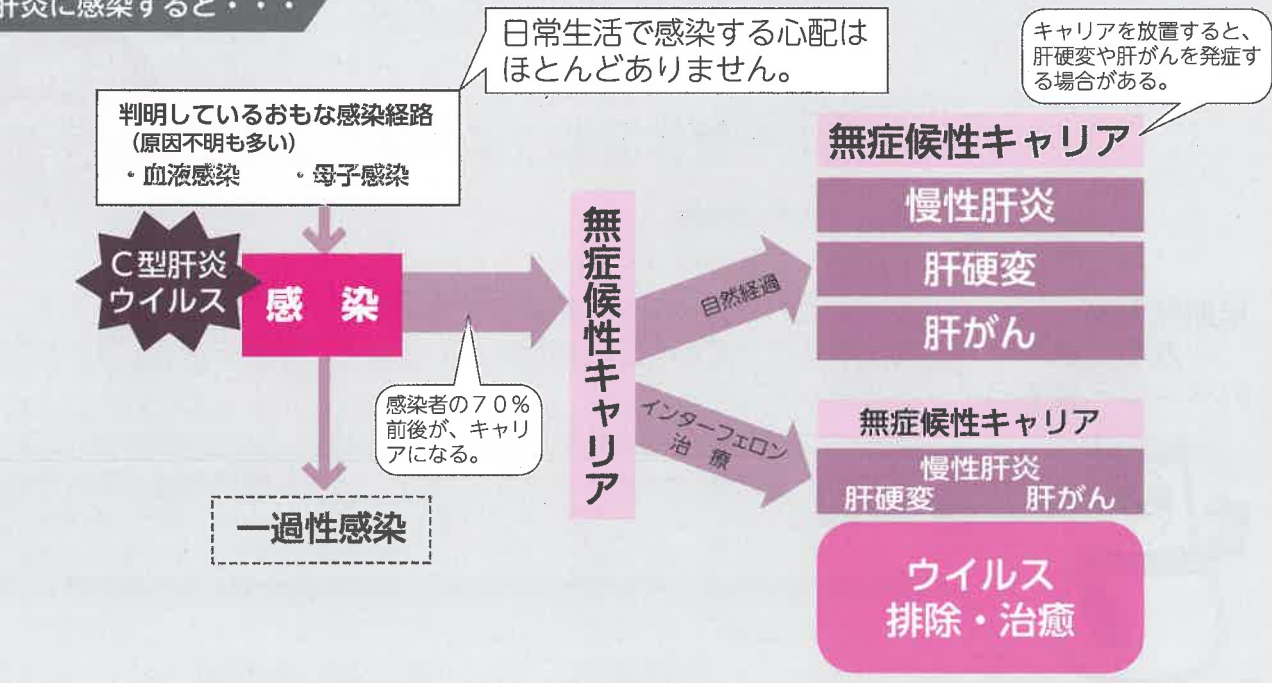 肝炎に感染すると・・・
日常生活で感染する心配は
ほとんどありません。
キャリアを放置すると、
肝硬変や肝がんを発症す
る場合がある。
判明しているおもな感染経路
(原因不明も多い)
・血液感染　・母子感染
C型肝炎
ウイルス
感　染
感染者の70%
前後が、キャリ
アになる。
一過性感染
無症候性キャリア
自然経過
インターフェロン
治　療
無症候性キャリア
慢性肝炎
肝硬変
肝がん
無症候性キャリア
慢性肝炎
肝硬変　肝がん
ウイルス
排除・治癒